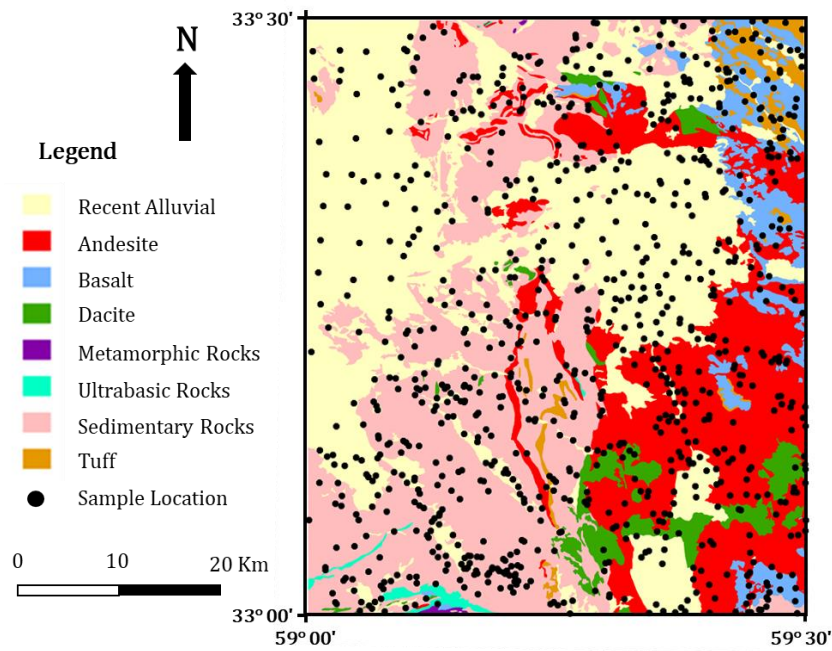 33° 30'
N
Legend
Recent Alluvial
Andesite
Basalt
Dacite
Metamorphic Rocks
Ultrabasic Rocks
Sedimentary Rocks
Tuff
Sample Location
0 10 20 Km
33° 00'
59° 00' 59° 30'